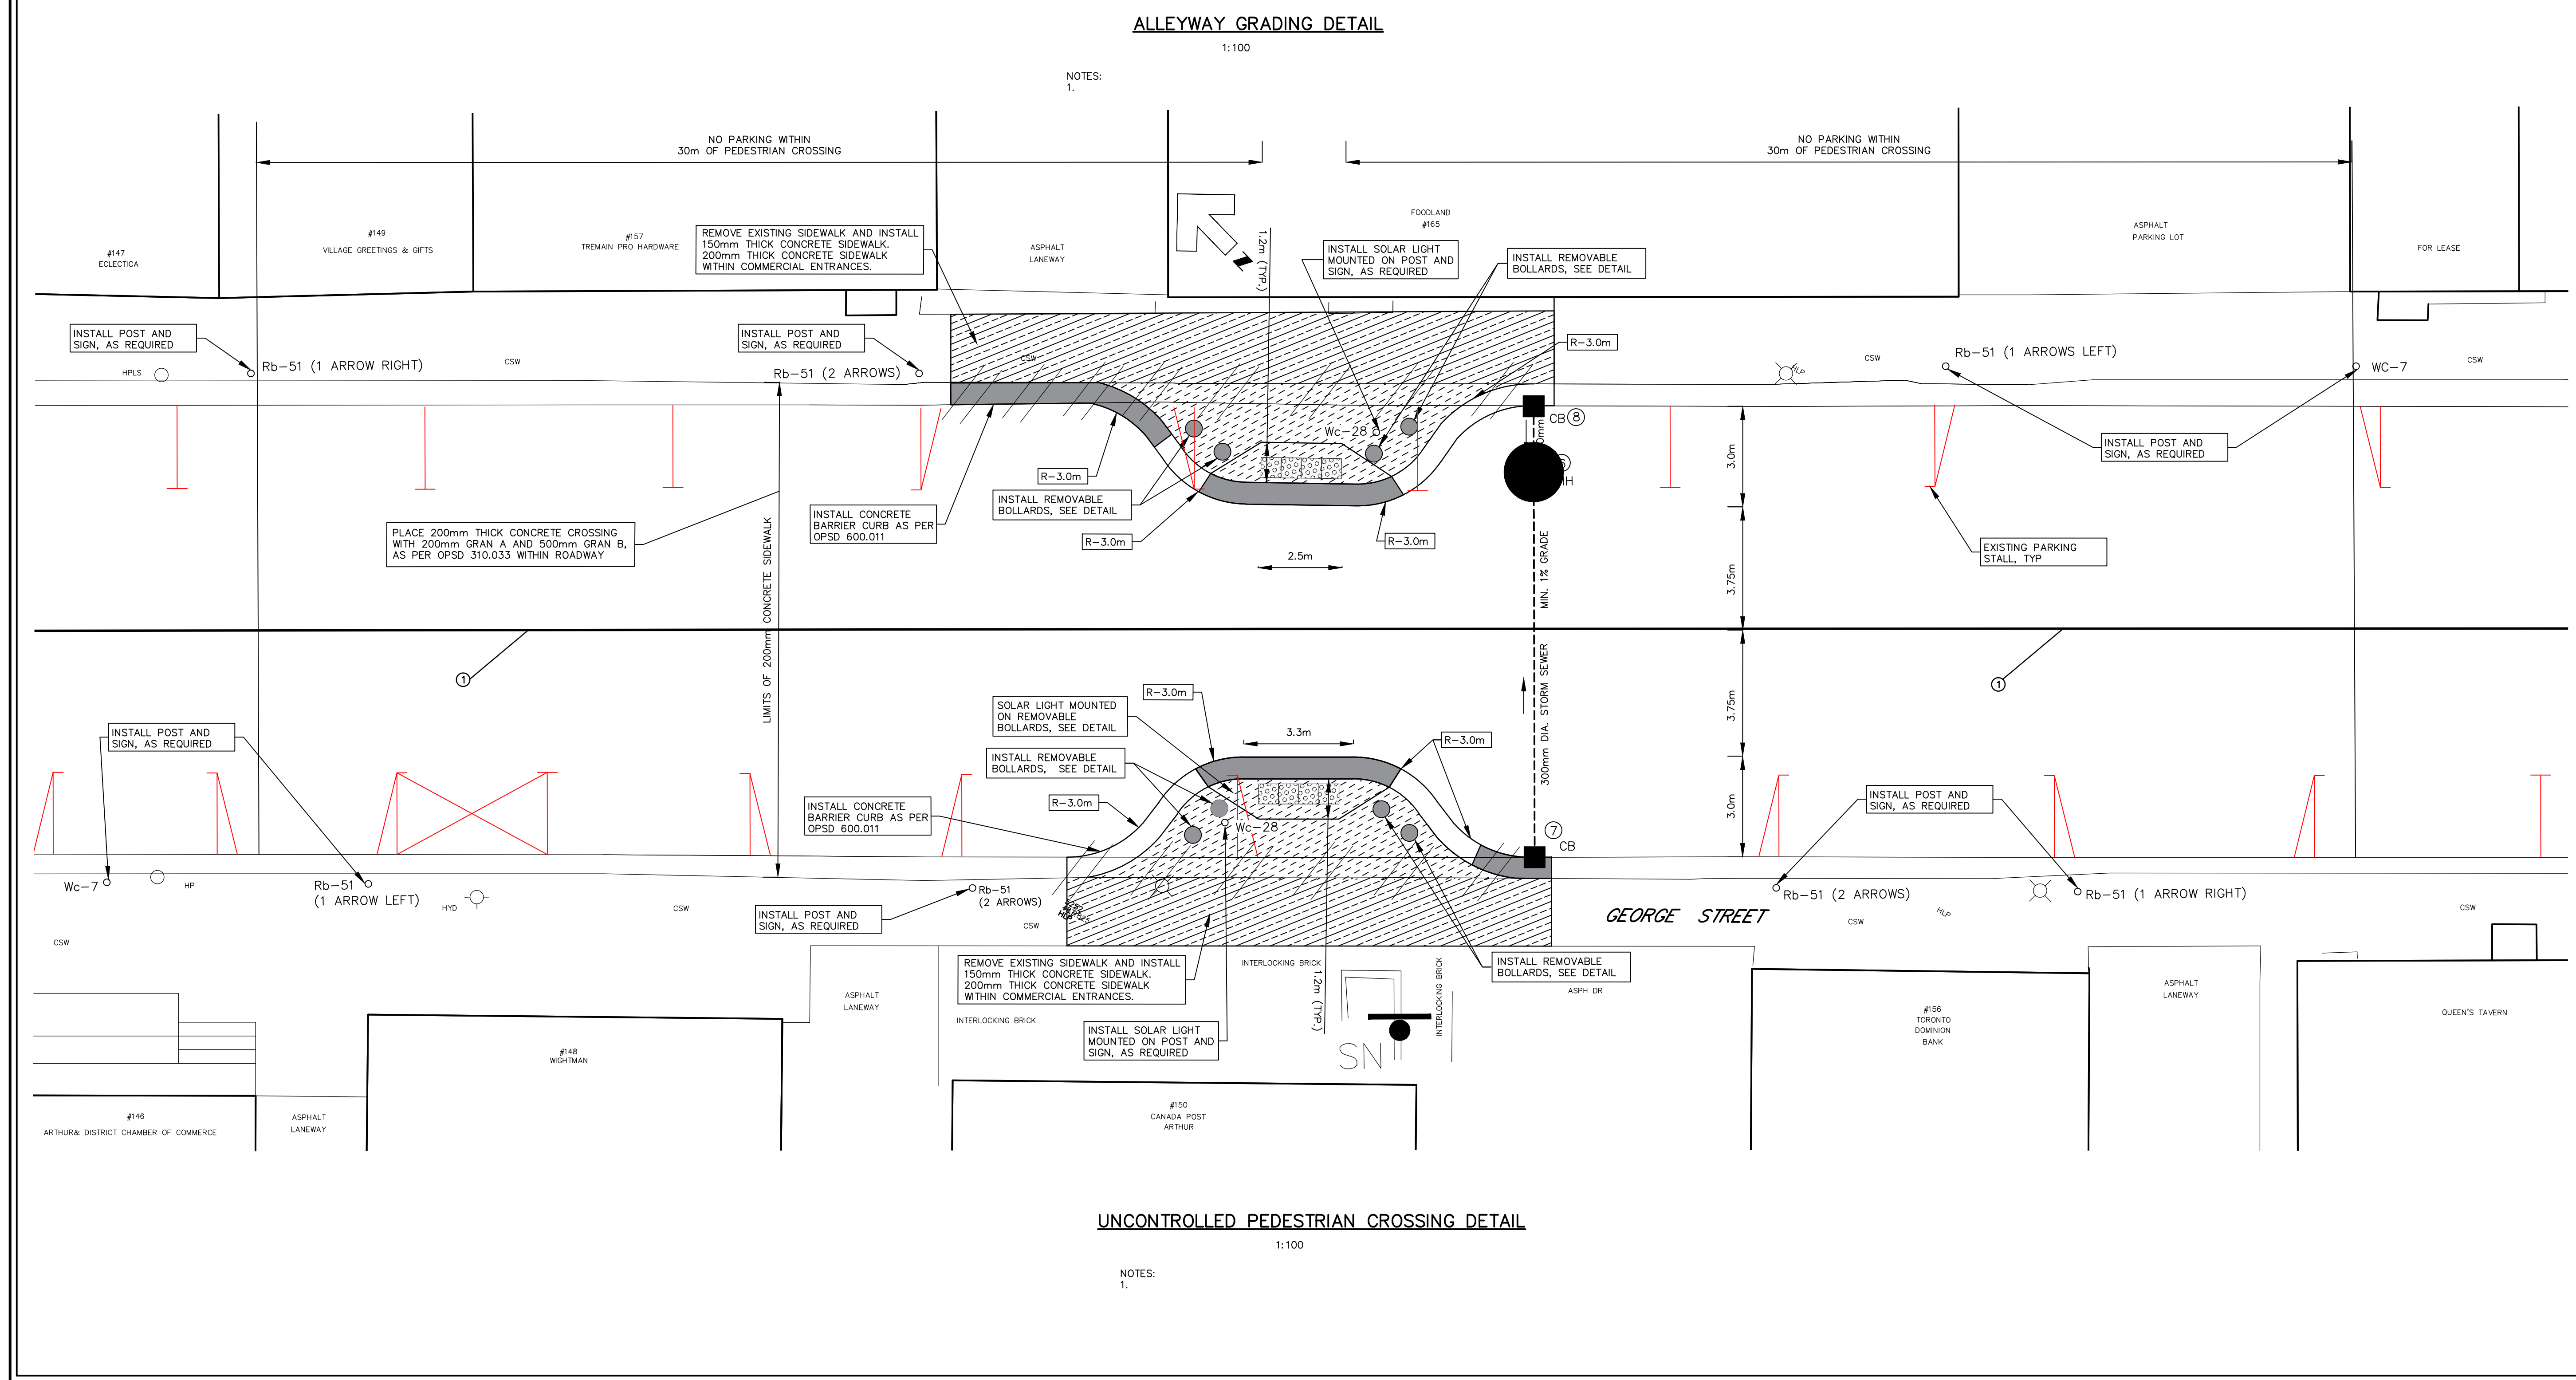 ALLEYWAY GRADING DETAIL
1:100
NOTES:
1.
NO PARKING WITHIN
30m OF PEDESTRIAN CROSSING
NO PARKING WITHIN
30m OF PEDESTRIAN CROSSING
#147
ECLECTICA
#149
VILLAGE GREETINGS & GIFTS
#157
TREMAIN PRO HARDWARE
REMOVE EXISTING SIDEWALK AND INSTALL
150mm THICK CONCRETE SIDEWALK.
200mm THICK CONCRETE SIDEWALK
WITHIN COMMERCIAL ENTRANCES.
ASPHALT
LANEWAY
N
1.2m (TYP.)
FOODLAND
#165
INSTALL SOLAR LIGHT
MOUNTED ON POST AND
SIGN, AS REQUIRED
INSTALL REMOVABLE
BOLLARDS, SEE DETAIL
ASPHALT
PARKING LOT
FOR LEASE
INSTALL POST AND
SIGN, AS REQUIRED
HPLS
Rb-51 (1 ARROW RIGHT)
CSW
INSTALL POST AND
SIGN, AS REQUIRED
Rb-51 (2 ARROWS)
CSW
R-3.0m
HLP
CSW
Rb-51 (1 ARROWS LEFT)
WC-7
CSW
INSTALL POST AND
SIGN, AS REQUIRED
Wc-28
CB
8
0mm
MH
3.0m
R-3.0m
INSTALL REMOVABLE
BOLLARDS, SEE DETAIL
R-3.0m
R-3.0m
INSTALL CONCRETE
BARRIER CURB AS PER
OPSD 600.011
PLACE 200mm THICK CONCRETE CROSSING
WITH 200mm GRAN A AND 500mm GRAN B,
AS PER OPSD 310.033 WITHIN ROADWAY
LIMITS OF 200mm CONCRETE SIDEWALK
2.5m
MIN. 1% GRADE
3.75m
EXISTING PARKING
STALL, TYP
1
1
3.75m
300mm DIA. STORM SEWER
R-3.0m
SOLAR LIGHT MOUNTED
ON REMOVABLE
BOLLARDS, SEE DETAIL
3.3m
R-3.0m
INSTALL REMOVABLE
BOLLARDS, SEE DETAIL
R-3.0m
INSTALL CONCRETE
BARRIER CURB AS PER
OPSD 600.011
INSTALL POST AND
SIGN, AS REQUIRED
Wc-28
7
CB
3.0m
INSTALL POST AND
SIGN, AS REQUIRED
Wc-7
HP
Rb-51
(1 ARROW LEFT)
HYD
CSW
CSW
INSTALL POST AND
SIGN, AS REQUIRED
Rb-51
(2 ARROWS)
CSW
HLP
GEORGE STREET
Rb-51 (2 ARROWS)
CSW
HLP
Rb-51 (1 ARROW RIGHT)
CSW
REMOVE EXISTING SIDEWALK AND INSTALL
150mm THICK CONCRETE SIDEWALK.
200mm THICK CONCRETE SIDEWALK
WITHIN COMMERCIAL ENTRANCES.
INTERLOCKING BRICK
1.2m (TYP.)
INTERLOCKING BRICK
INSTALL REMOVABLE
BOLLARDS, SEE DETAIL
ASPH DR
ASPHALT
LANEWAY
INTERLOCKING BRICK
INSTALL SOLAR LIGHT
MOUNTED ON POST AND
SIGN, AS REQUIRED
SN
#146
ARTHUR& DISTRICT CHAMBER OF COMMERCE
ASPHALT
LANEWAY
#148
WIGHTMAN
#150
CANADA POST
ARTHUR
#156
TORONTO
DOMINION
BANK
ASPHALT
LANEWAY
QUEEN'S TAVERN
UNCONTROLLED PEDESTRIAN CROSSING DETAIL
1:100
NOTES:
1.